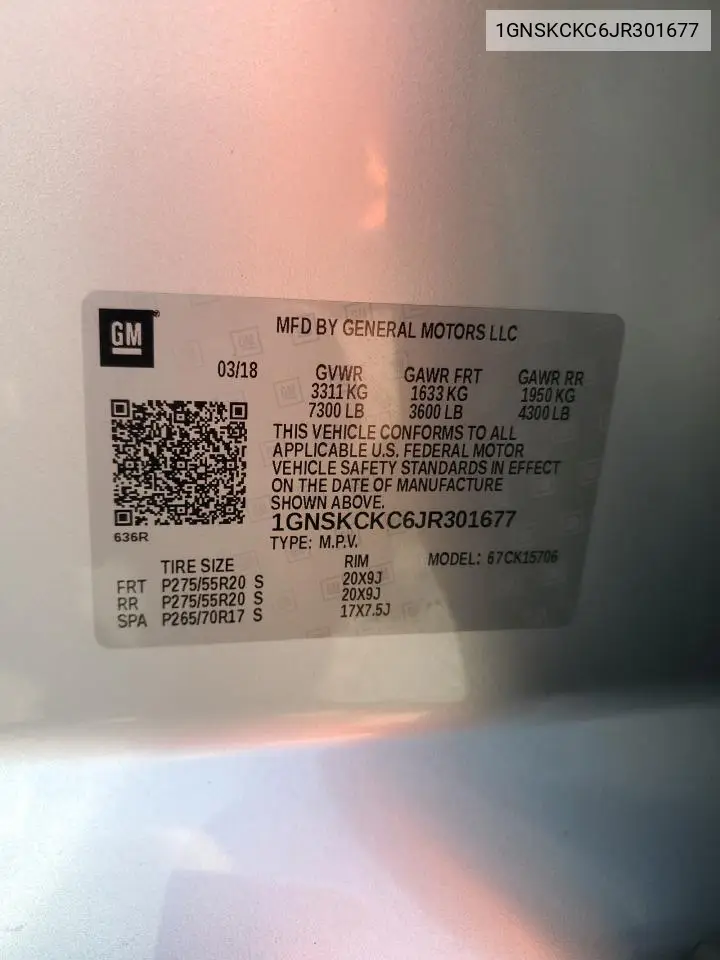 1GNSKCKC6JR301677
GM
MFD BY GENERAL MOTORS LLC
03/18 GVWR GAWR FRT GAWR RR
3311 KG 1633 KG 1950 KG
7300 LB 3600 LB 4300 LB
THIS VEHICLE CONFORMS TO ALL
APPLICABLE U.S. FEDERAL MOTOR
VEHICLE SAFETY STANDARDS IN EFFECT
ON THE DATE OF MANUFACTURE
SHOWN ABOVE.
1GNSKCKC6JR301677
636R
TYPE: M.P.V. MODEL: 67CK15706
TIRE SIZE RIM
FRT P275/55R20 S 20X9J
RR P275/55R20 S 20X9J
SPA P265/70R17 S 17X7.5J